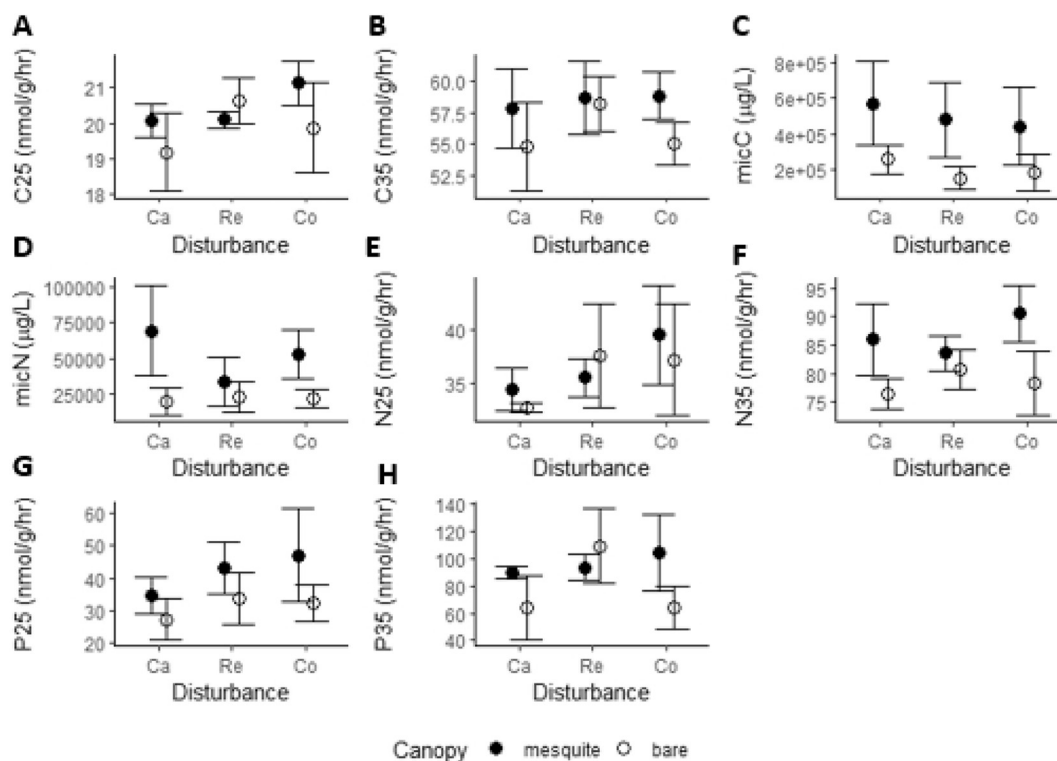 A
C25 (nmol/g/hr)
21
20
19
18
Ca Re Co
Disturbance
B
C35 (nmol/g/hr)
60.0
57.5
55.0
52.5
Ca Re Co
Disturbance
C
micC (μg/L)
8e+05
6e+05
4e+05
2e+05
Ca Re Co
Disturbance
D
micN (μg/L)
100000
75000
50000
25000
Ca Re Co
Disturbance
E
N25 (nmol/g/hr)
40
35
Ca Re Co
Disturbance
F
N35 (nmol/g/hr)
95
90
85
80
75
Ca Re Co
Disturbance
G
P25 (nmol/g/hr)
60
50
40
30
20
Ca Re Co
Disturbance
H
P35 (nmol/g/hr)
140
120
100
80
60
40
Ca Re Co
Disturbance
Canopy mesquite bare